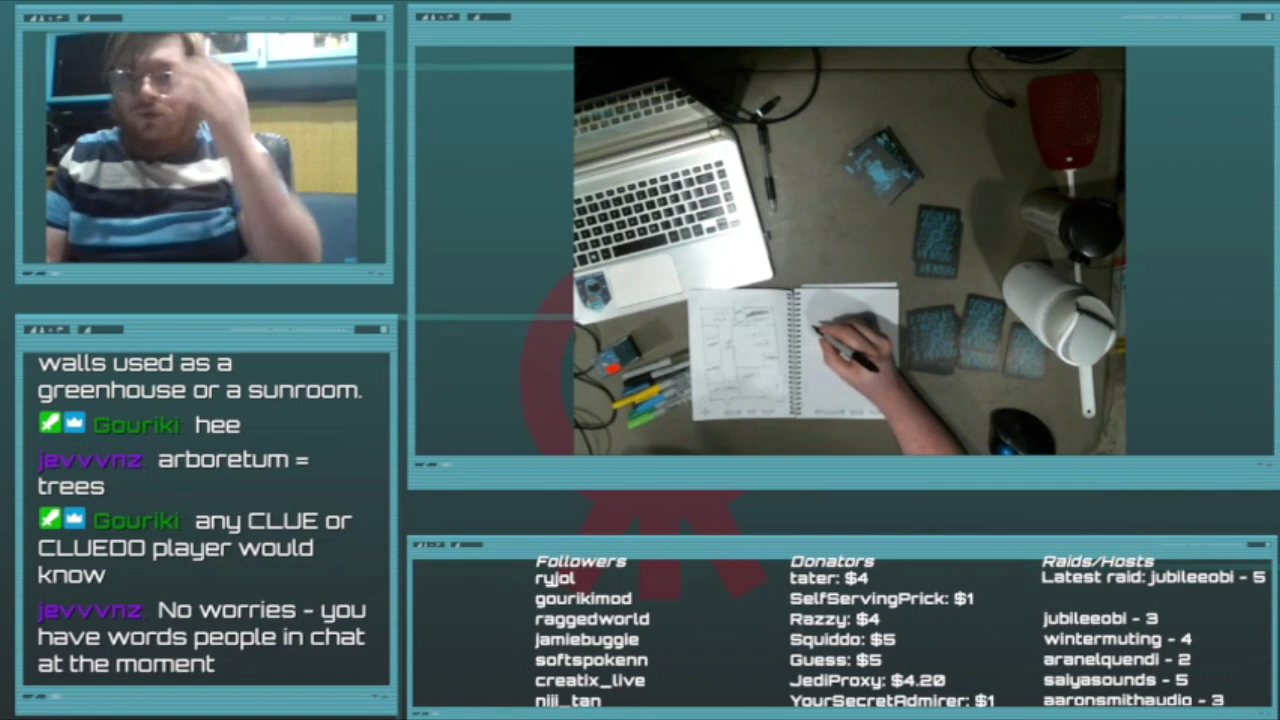 walls used as a
greenhouse or a sunroom.
Gouriki: hee
jevvvnz: arboretum =
trees
Gouriki: any CLUE or
CLUEDO player would
know
jevvvnz: No worries - you
have words people in chat
at the moment
Followers
ryjol
gourikimod
raggedworld
jamiebuggie
softspokenn
creatix_live
niji_tan
Donators
tater: $4
SelfServingPrick: $1
Razzy: $4
Squiddo: $5
Guess: $5
JediProxy: $4.20
YourSecretAdmirer: $1
Raids/Hosts
Latest raid: jubileeobi - 5
jubileeobi - 3
wintermuting - 4
aranelquendi - 2
saiyasounds - 5
aaronsmithaudio - 3